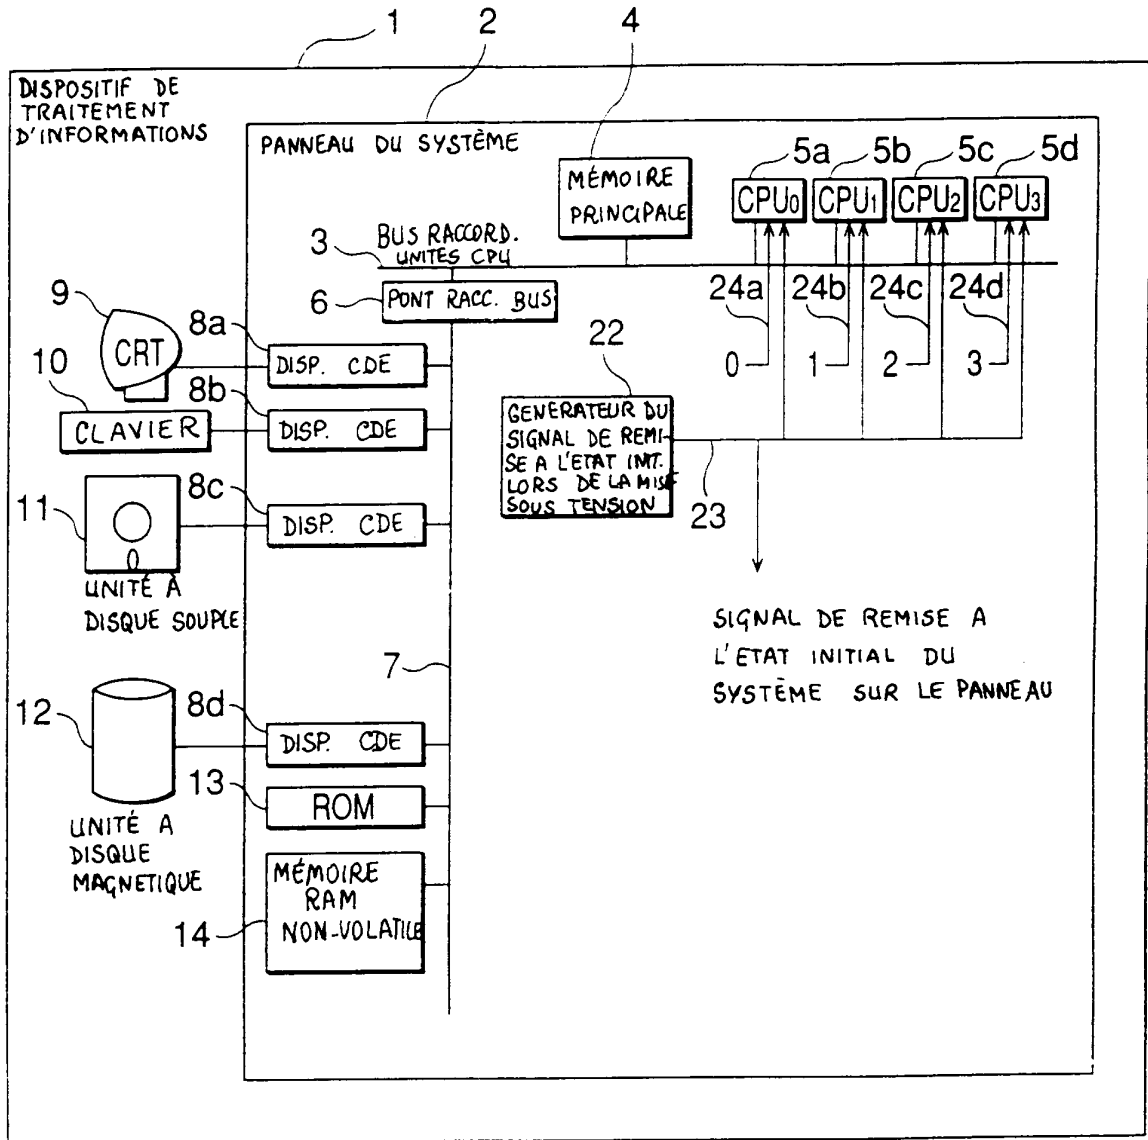 1
2
4
DISPOSITIF DE
TRAITEMENT
D'INFORMATIONS
PANNEAU DU SYSTÈME
MÉMOIRE
PRINCIPALE
5a
5b
5c
5d
CPU0
CPU1
CPU2
CPU3
BUS RACCORD.
UNITÉS CPU
3
6
PONT RACC. BUS
24a
24b
24c
24d
0
1
2
3
9
CRT
8a
DISP. CDE
10
CLAVIER
8b
DISP. CDE
22
GENERATEUR DU
SIGNAL DE REMI-
SE A L'ETAT INIT.
LORS DE LA MISE
SOUS TENSION
23
11
8c
DISP. CDE
UNITÉ À
DISQUE SOUPLE
SIGNAL DE REMISE A
L'ETAT INITIAL DU
SYSTÈME SUR LE PANNEAU
7
12
8d
DISP. CDE
13
ROM
UNITÉ A
DISQUE
MAGNETIQUE
14
MÉMOIRE
RAM
NON-VOLATILE